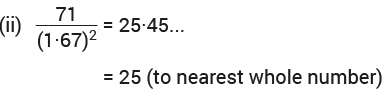 (ii) 71/(1·67)² = 25·45...
= 25 (to nearest whole number)